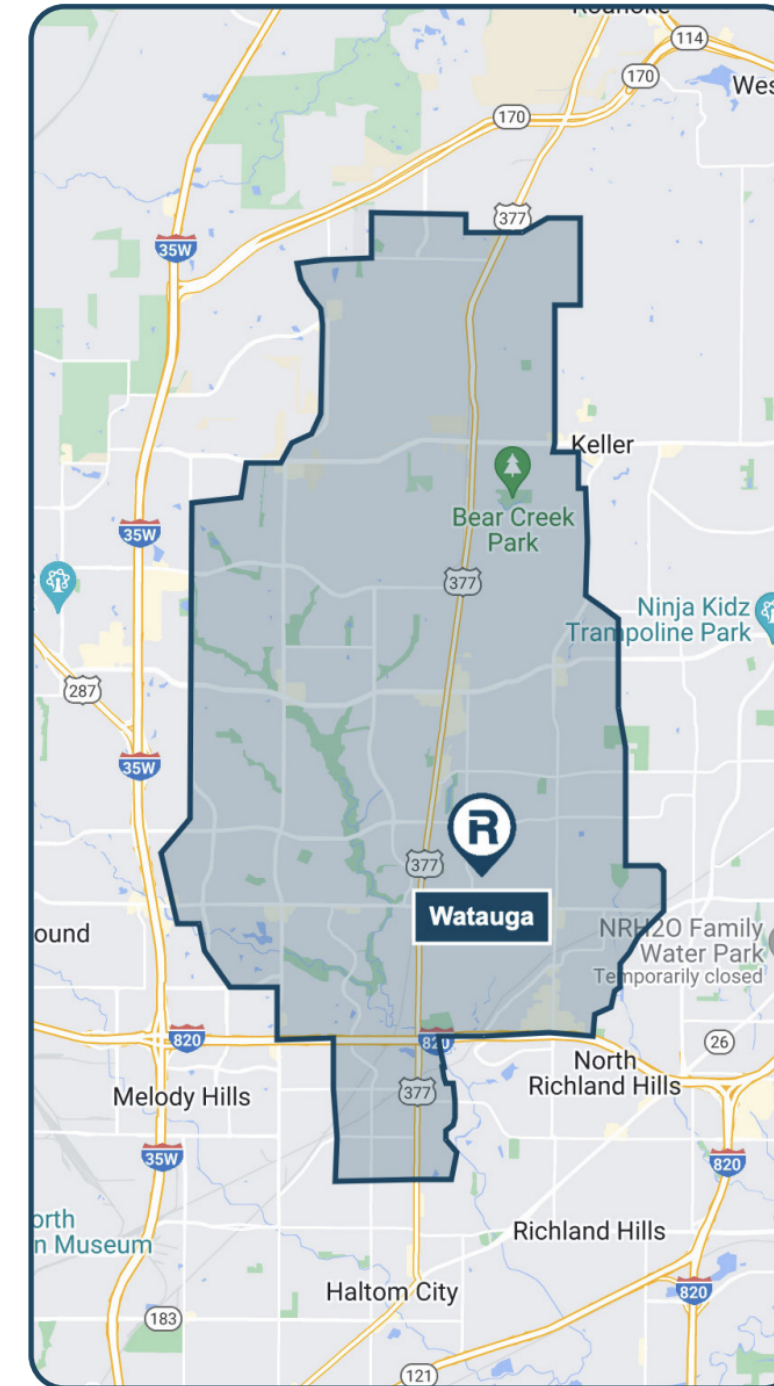 Roanoke
114
170
Wes
170
377
35W
Keller
Bear Creek
Park
35W
377
Ninja Kidz
Trampoline Park
287
35W
R
377
Watauga
ound
NRH2O Family
Water Park
Temporarily closed
820
820
26
North
Richland Hills
Melody Hills
377
35W
820
orth
n Museum
Richland Hills
Haltom City
820
183
121